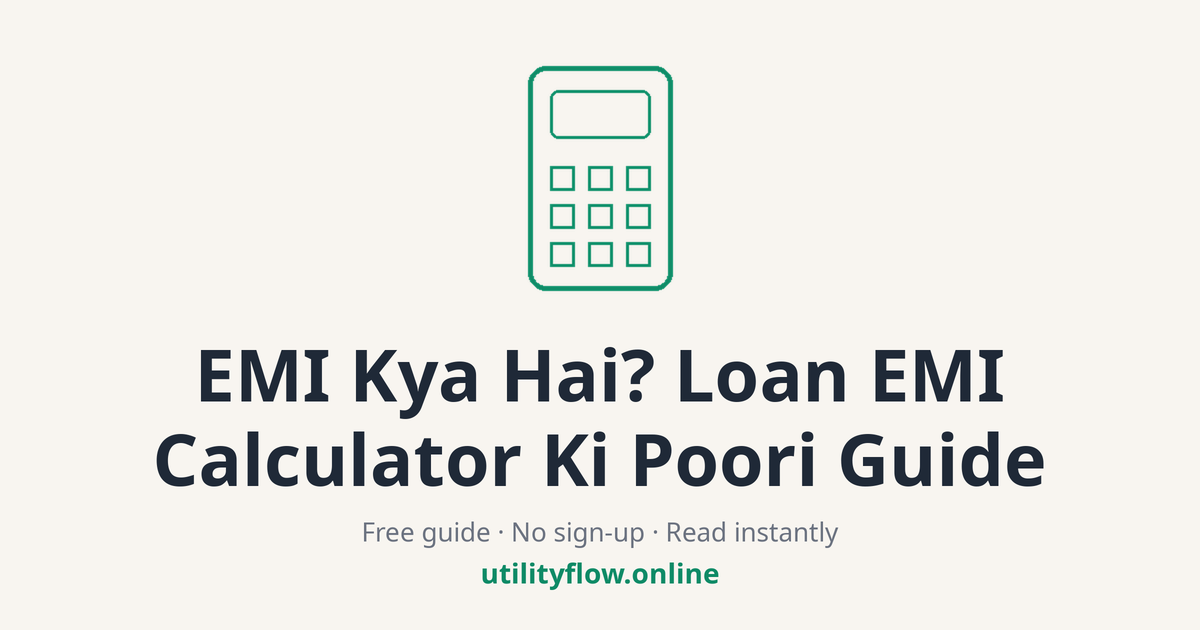 EMI Kya Hai? Loan EMI
Calculator Ki Poori Guide
Free guide · No sign-up · Read instantly
utilityflow.online